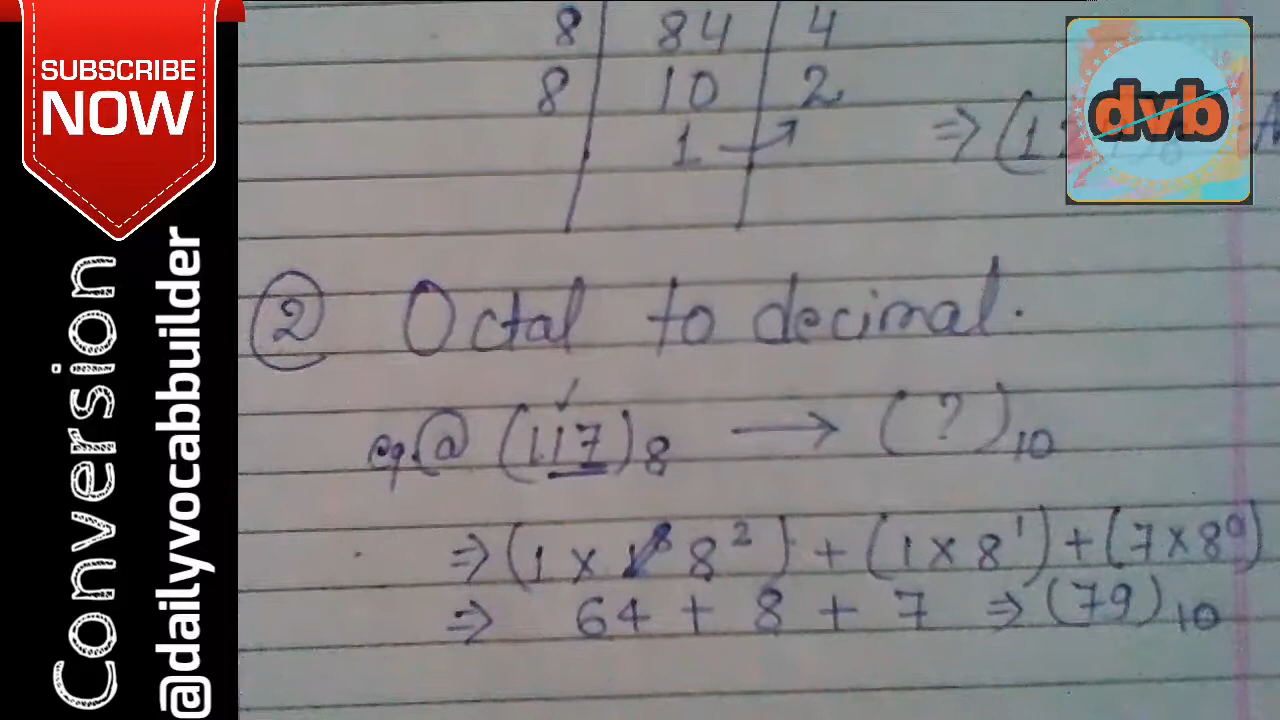 SUBSCRIBE
NOW
Conversion
@dailyvocabbuilder
dvb
8 84 4
8 10 2
1
② Octal to decimal.
eg.@ (117)8 → ( ? )10
⇒ (1 × 8²) + (1 × 8¹) + (7 × 8⁰)
⇒ 64 + 8 + 7 ⇒ (79)10